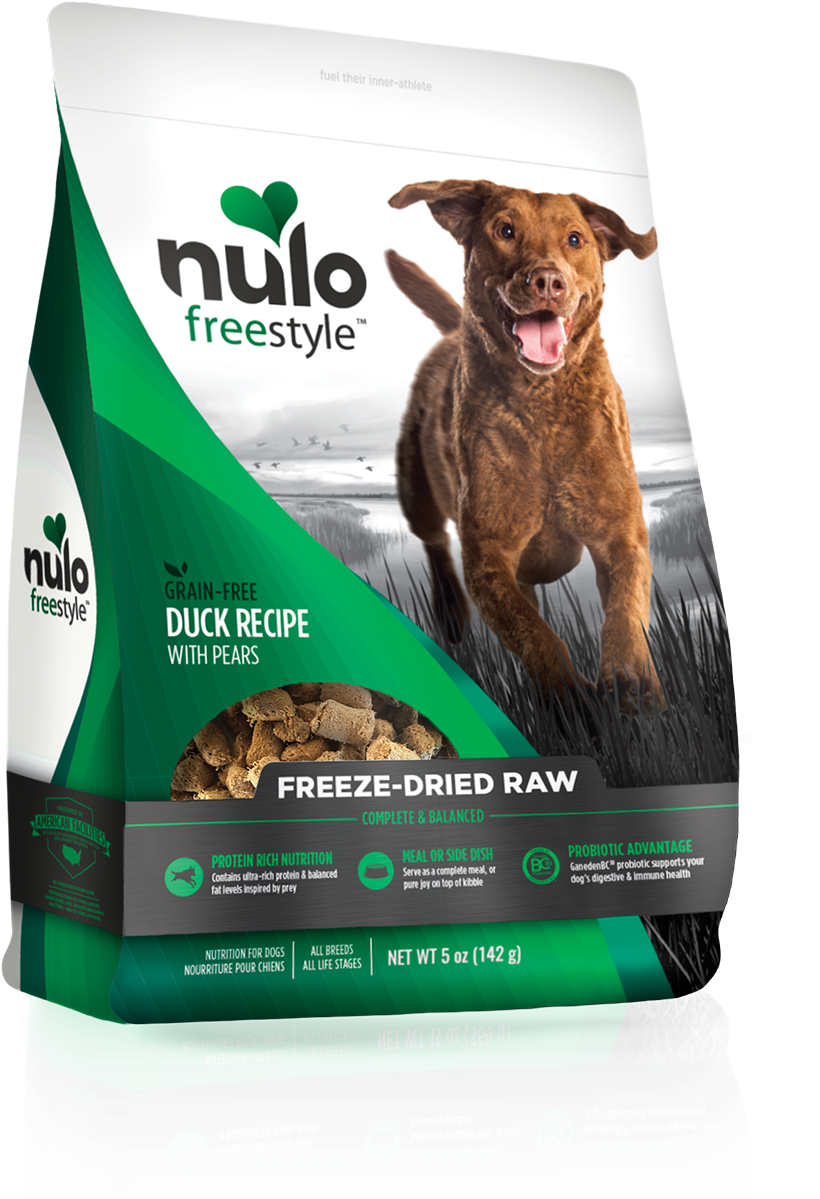 fuel their inner-athlete
nulo
freestyle™
nulo
freestyle™
GRAIN-FREE
DUCK RECIPE
WITH PEARS
FREEZE-DRIED RAW
COMPLETE & BALANCED
AMERICAN FACILITIES
PROTEIN RICH NUTRITION
Contains ultra-rich protein & balanced
fat levels inspired by prey
MEAL OR SIDE DISH
Serve as a complete meal, or
pure joy on top of kibble
BC
PROBIOTIC ADVANTAGE
GanedenBC℠ probiotic supports your
dog's digestive & immune health
NUTRITION FOR DOGS
NOURRITURE POUR CHIENS
ALL BREEDS
ALL LIFE STAGES
NET WT 5 oz (142 g)